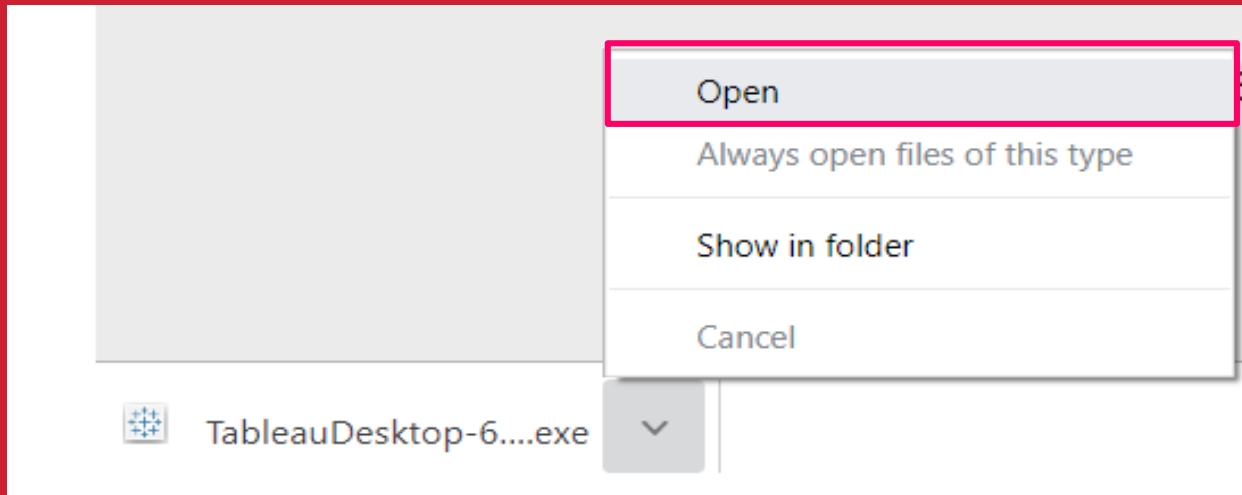 Open
Always open files of this type
Show in folder
Cancel
TableauDesktop-6....exe